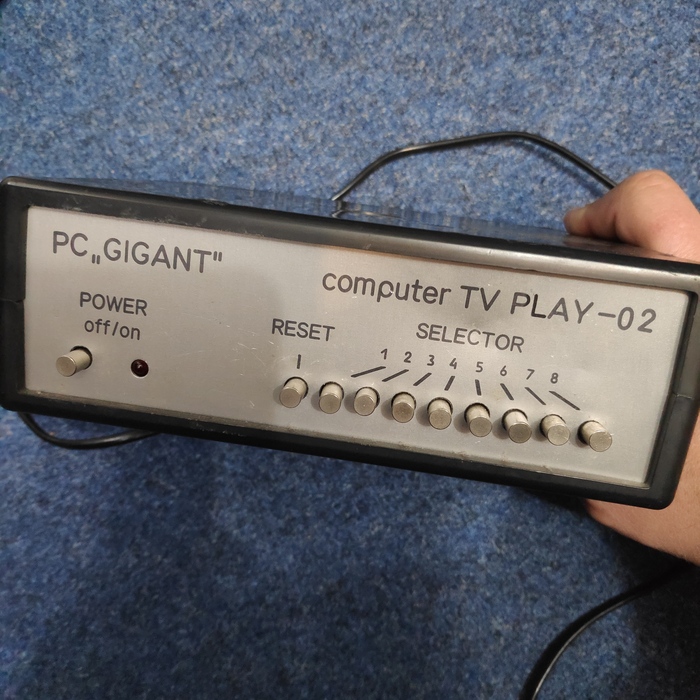 PC „GIGANT"
computer TV PLAY-02
POWER
off/on
RESET
SELECTOR
1 2 3 4 5 6 7 8